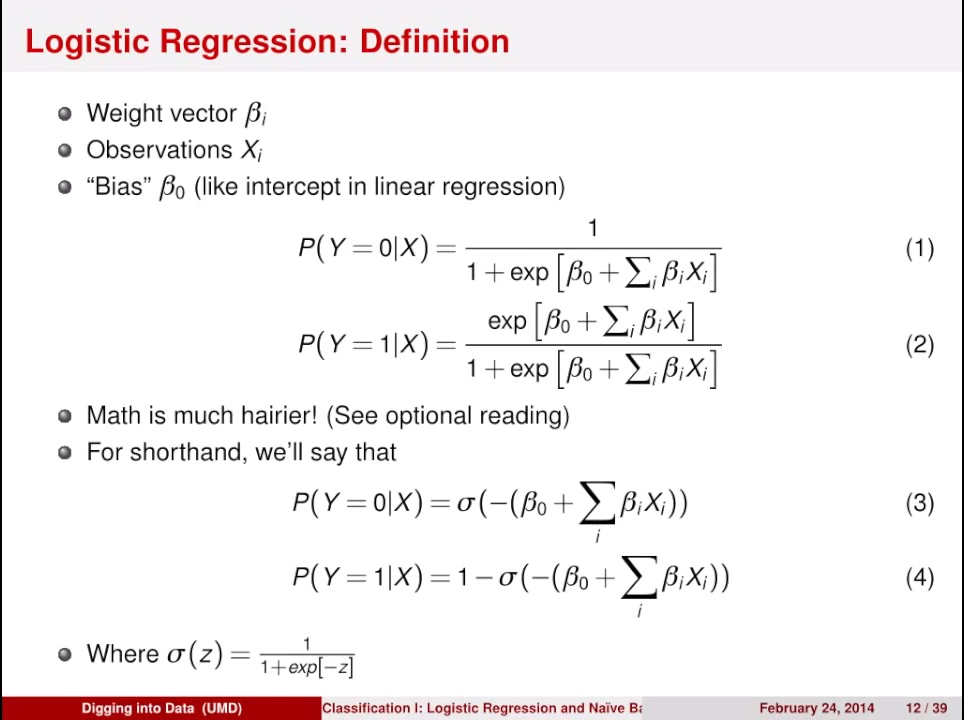 Logistic Regression: Definition
Weight vector βi
Observations Xi
“Bias” β0 (like intercept in linear regression)
P(Y = 0|X) = 1 / (1 + exp [β0 + ∑i βiXi]) (1)
P(Y = 1|X) = exp [β0 + ∑i βiXi] / (1 + exp [β0 + ∑i βiXi]) (2)
Math is much hairier! (See optional reading)
For shorthand, we’ll say that
P(Y = 0|X) = σ(−(β0 + ∑i βiXi)) (3)
P(Y = 1|X) = 1 − σ(−(β0 + ∑i βiXi)) (4)
Where σ(z) = 1 / (1+exp[−z])
Digging into Data (UMD) Classification I: Logistic Regression and Naïve Ba February 24, 2014 12 / 39